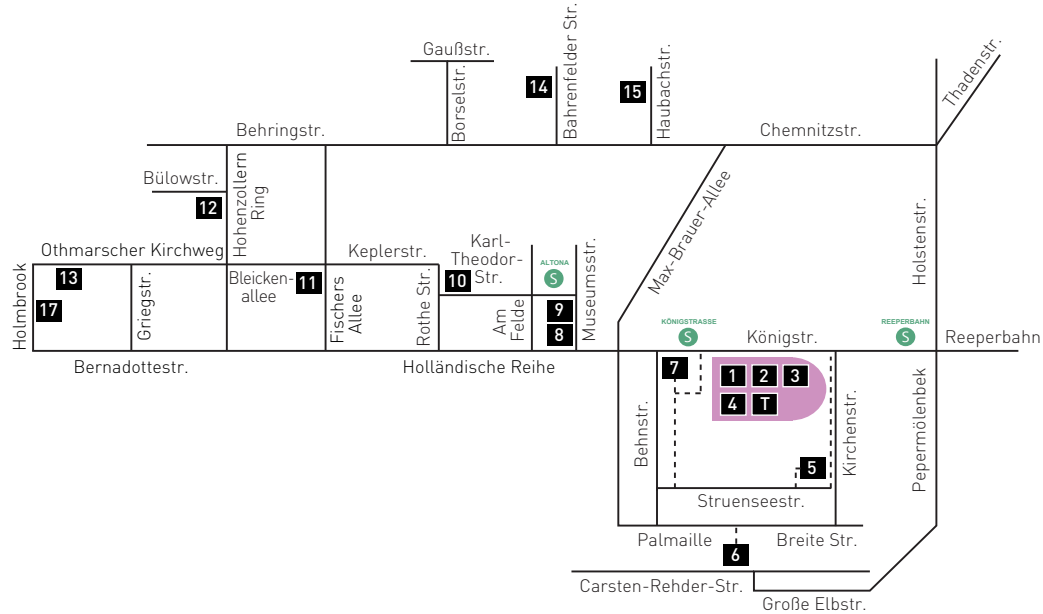 Gaußstr.
Borselstr.
14
Bahrenfelder Str.
15
Haubachstr.
Thadenstr.
Behringstr.
Chemnitzstr.
Bülowstr.
12
Hohenzollern
Ring
Max-Brauer-Allee
Holstenstr.
Othmarscher Kirchweg
Keplerstr.
Karl-
Theodor-
Str.
ALTONA
S
Holmbrook
13
17
Griegstr.
Bleicken-
allee
11
Fischers
Allee
Rothe Str.
10
Am
Felde
9
8
Museumsstr.
KÖNIGSTRASSE
S
Königstr.
REEPERBAHN
S
Reeperbahn
Bernadottestr.
Holländische Reihe
7
1
2
3
4
T
Behnstr.
Kirchenstr.
Pepermölenbek
5
Struenseestr.
Palmaille
6
Breite Str.
Carsten-Rehder-Str.
Große Elbstr.